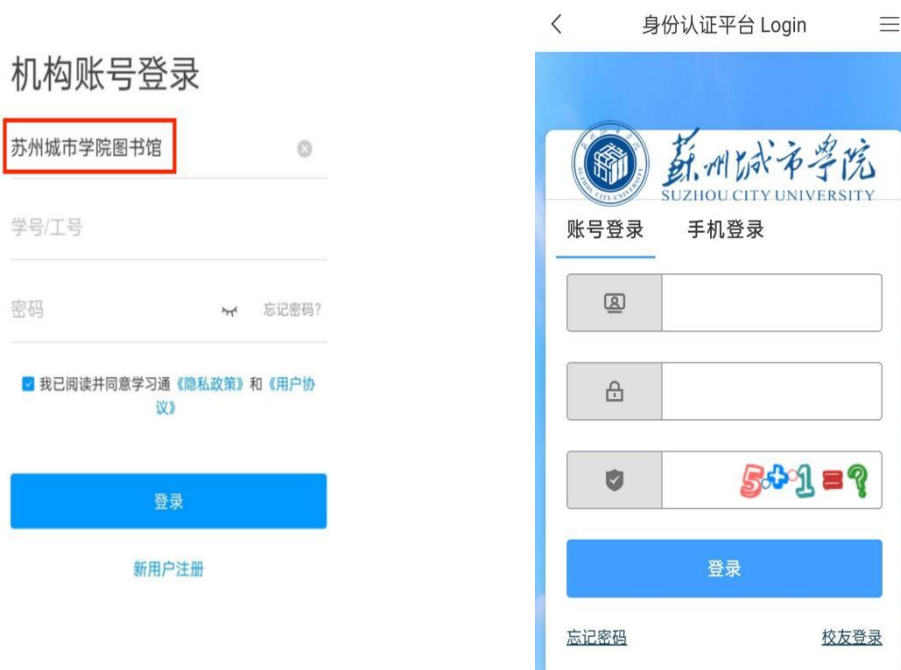 机构账号登录
苏州城市学院图书馆
学号/工号
密码
忘记密码?
我已阅读并同意学习通《隐私政策》和《用户协
议》
登录
新用户注册
身份认证平台 Login
蘇州城市學院
SUZHOU CITY UNIVERSITY
账号登录
手机登录
5+1=?
登录
忘记密码
校友登录